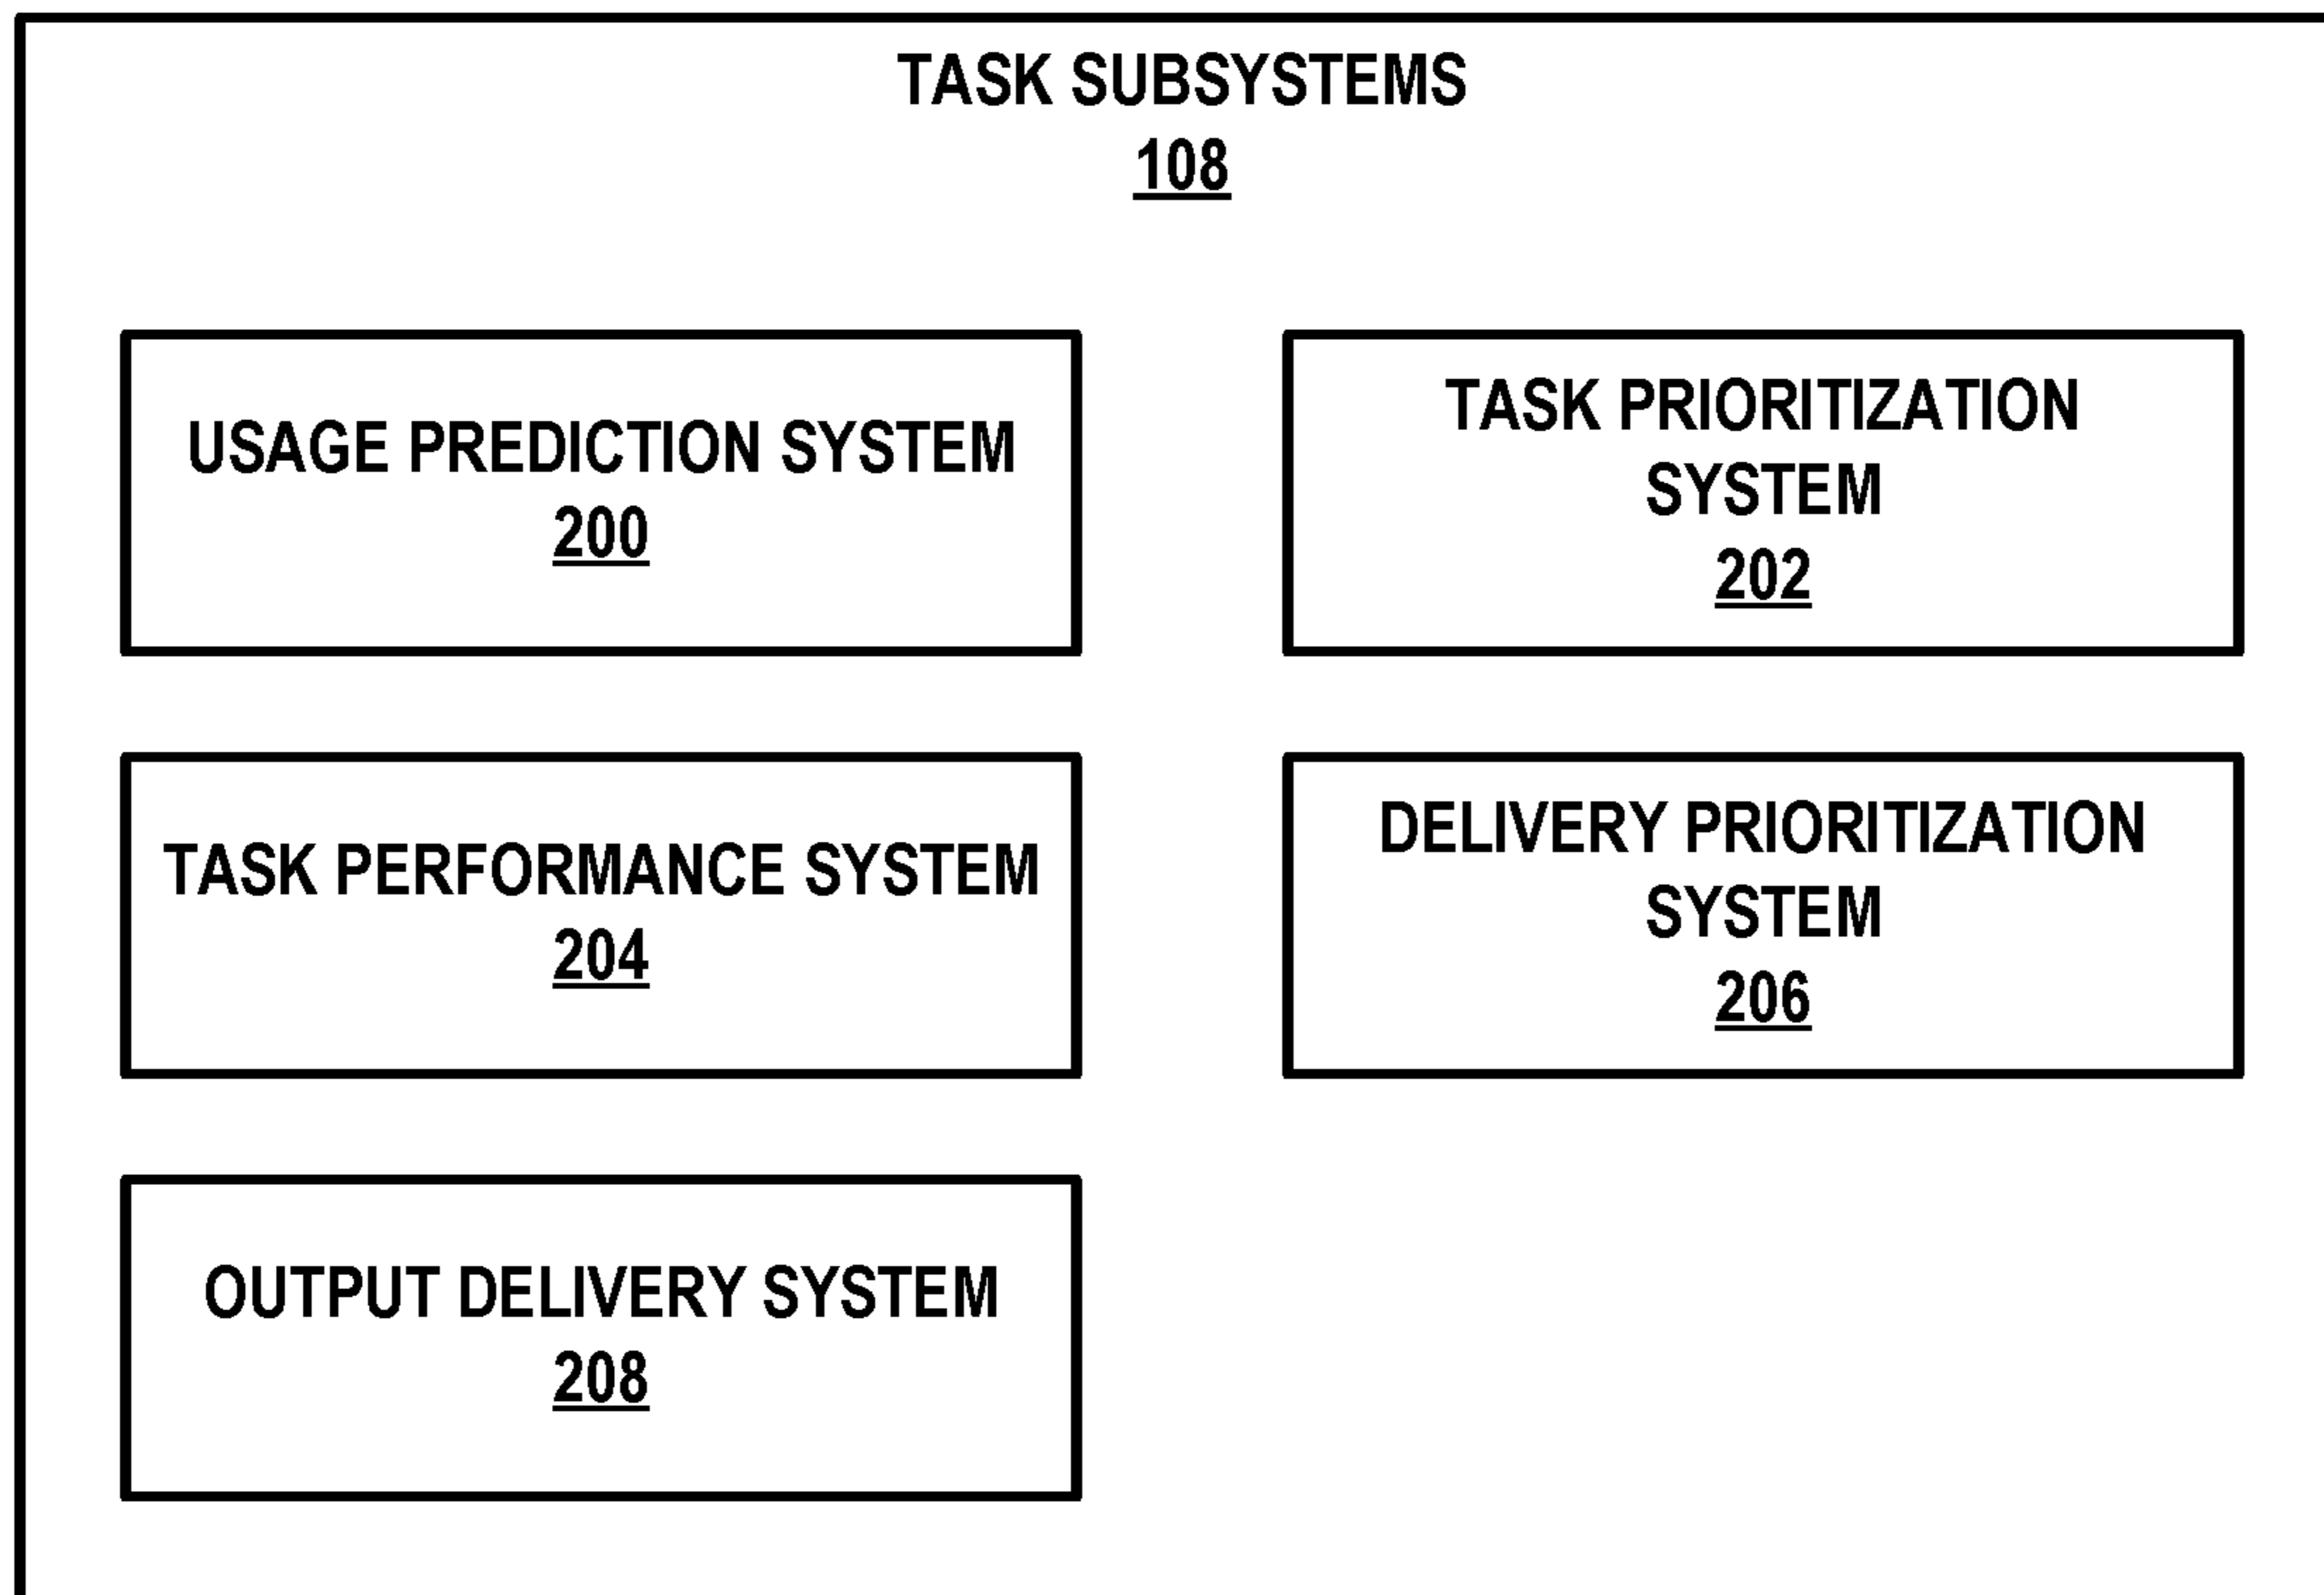 TASK SUBSYSTEMS
108
USAGE PREDICTION SYSTEM
200
TASK PRIORITIZATION
SYSTEM
202
TASK PERFORMANCE SYSTEM
204
DELIVERY PRIORITIZATION
SYSTEM
206
OUTPUT DELIVERY SYSTEM
208